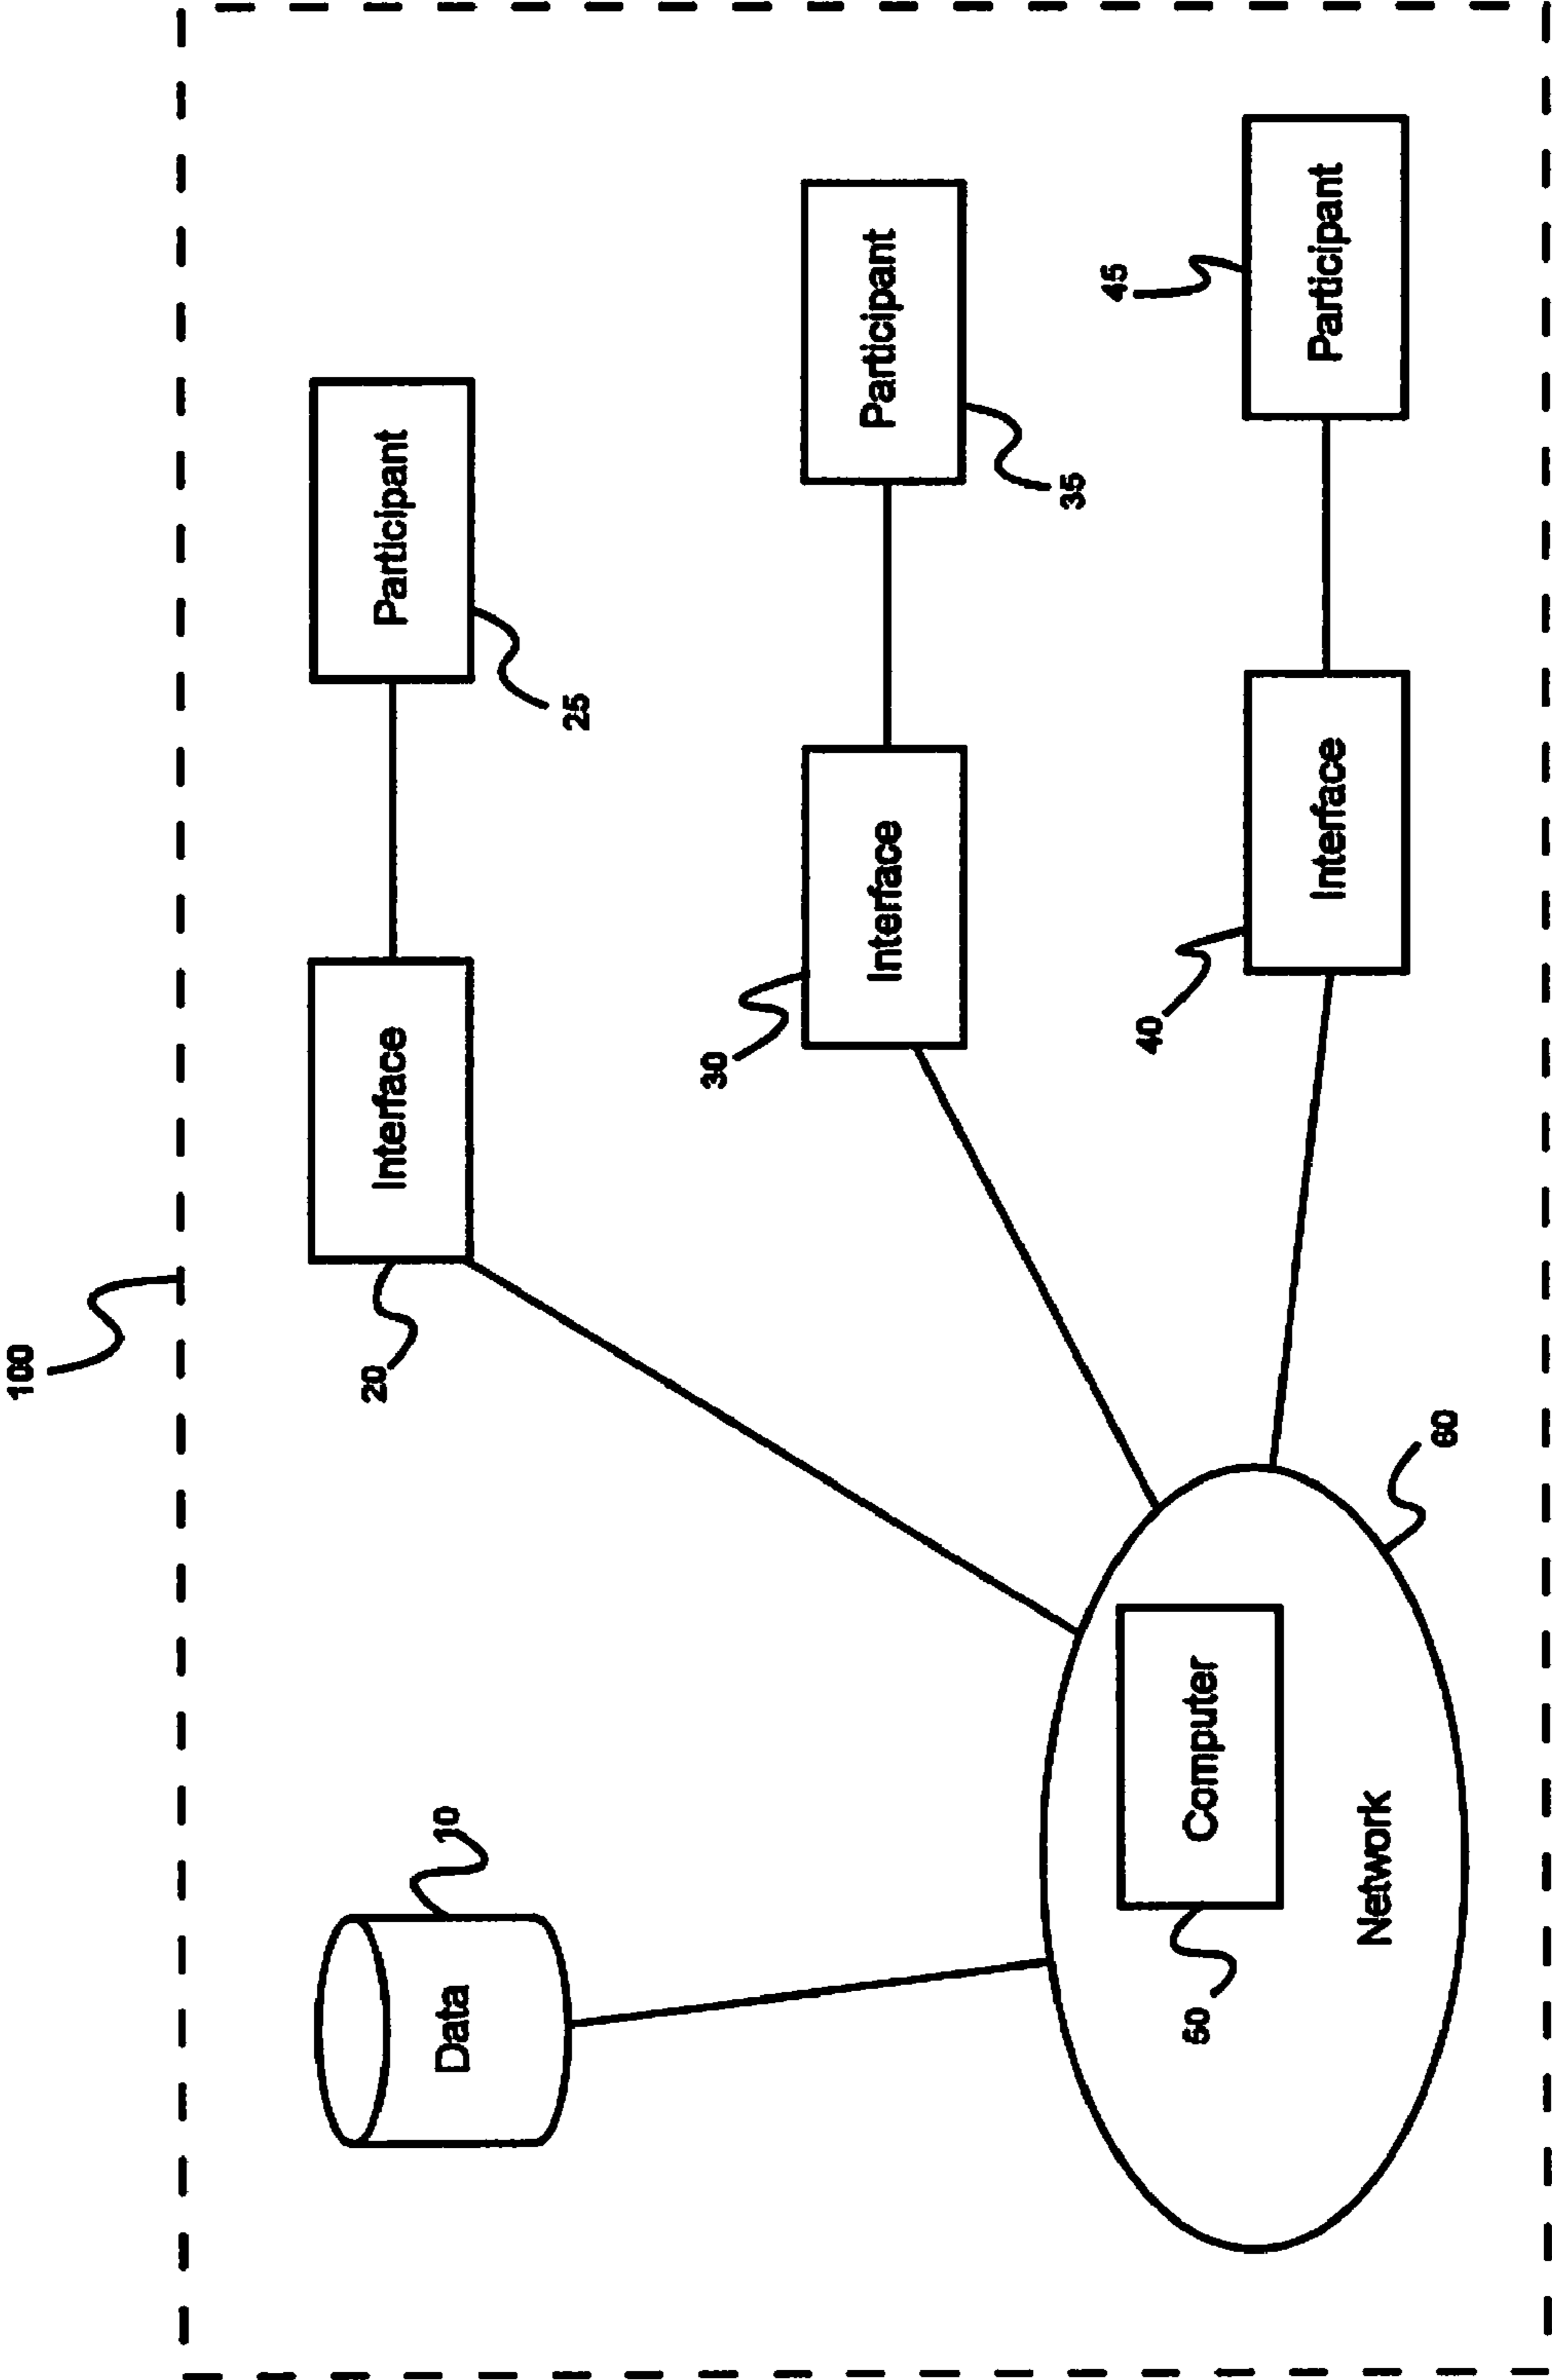 100
20
Interface
Participant
10
Data
25
30
Interface
Participant
35
45
40
50
Computer
Interface
Participant
Network
60